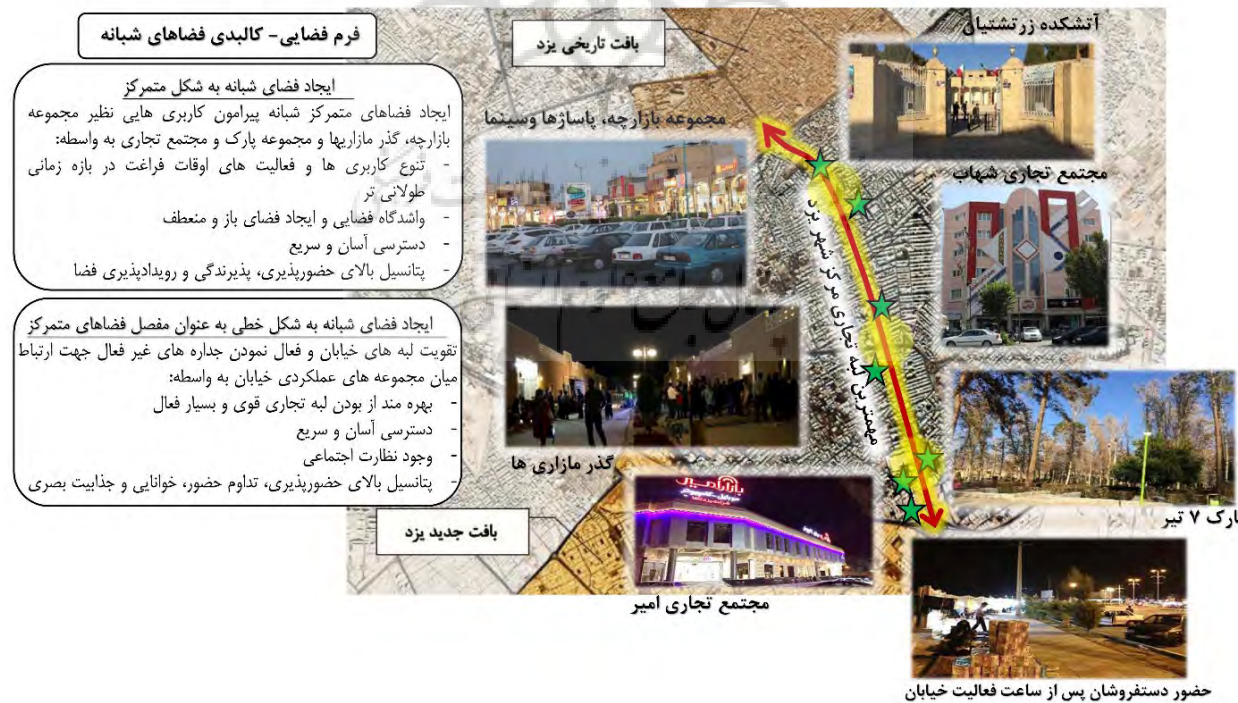 فرم فضایی- کالبدی فضاهای شبانه
ایجاد فضای شبانه به شکل متمرکز
ایجاد فضاهای متمرکز شبانه پیرامون کاربری هایی نظیر مجموعه
بازارچه، گذر مازاریها و مجموعه پارک و مجتمع تجاری به واسطه:
- تنوع کاربری ها و فعالیت های اوقات فراغت در بازه زمانی
طولانی تر
- واشدگاه فضایی و ایجاد فضای باز و منعطف
- دسترسی آسان و سریع
- پتانسیل بالای حضورپذیری، پذیرندگی و رویدادپذیری فضا
ایجاد فضای شبانه به شکل خطی به عنوان مفصل فضاهای متمرکز
تقویت لبه های خیابان و فعال نمودن جداره های غیر فعال جهت ارتباط
میان مجموعه های عملکردی خیابان به واسطه:
- بهره مند از بودن لبه تجاری قوی و بسیار فعال
- دسترسی آسان و سریع
- وجود نظارت اجتماعی
- پتانسیل بالای حضورپذیری، تداوم حضور، خوانایی و جذابیت بصری
بافت تاریخی یزد
آتشکده زرتشتیان
مجموعه بازارچه، پاساژها وسینما
مجتمع تجاری شهاب
مهمترین لبه تجاری مرکز شهر یزد
گذر مازاری ها
ارک ۷ تیر
بافت جدید یزد
مجتمع تجاری امیر
حضور دستفروشان پس از ساعت فعالیت خیابان